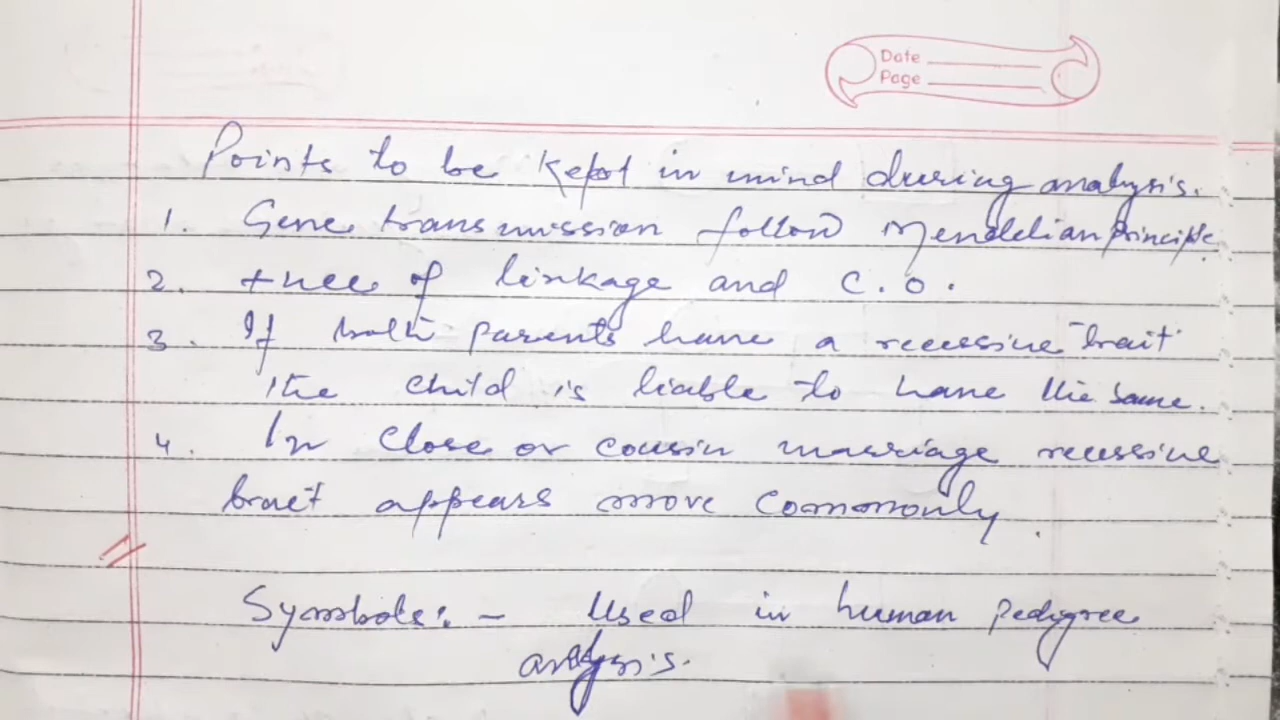 Date
Page
Points to be kept in mind during analysis.
1. Gene transmission follow Mendelian principle.
2. free of linkage and C.O.
3. If both parents have a recessive trait
the child is liable to have the same.
4. In close or cousin marriage recessive
trait appears more commonly.
Symbols: - Used in human pedigree
analysis.